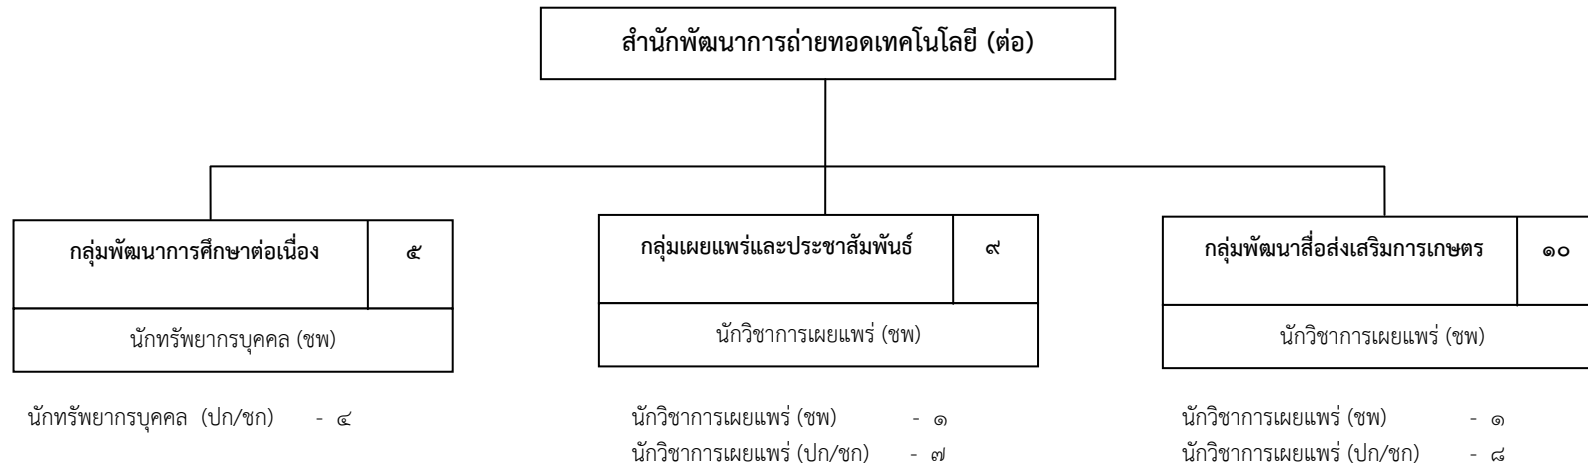 สำนักพัฒนาการถ่ายทอดเทคโนโลยี (ต่อ)
กลุ่มพัฒนาการศึกษาต่อเนื่อง ๕
นักทรัพยากรบุคคล (ชพ)
นักทรัพยากรบุคคล (ปก/ชก) - ๔
กลุ่มเผยแพร่และประชาสัมพันธ์ ๙
นักวิชาการเผยแพร่ (ชพ)
นักวิชาการเผยแพร่ (ชพ) - ๑
นักวิชาการเผยแพร่ (ปก/ชก) - ๗
กลุ่มพัฒนาสื่อส่งเสริมการเกษตร ๑๐
นักวิชาการเผยแพร่ (ชพ)
นักวิชาการเผยแพร่ (ชพ) - ๑
นักวิชาการเผยแพร่ (ปก/ชก) - ๘